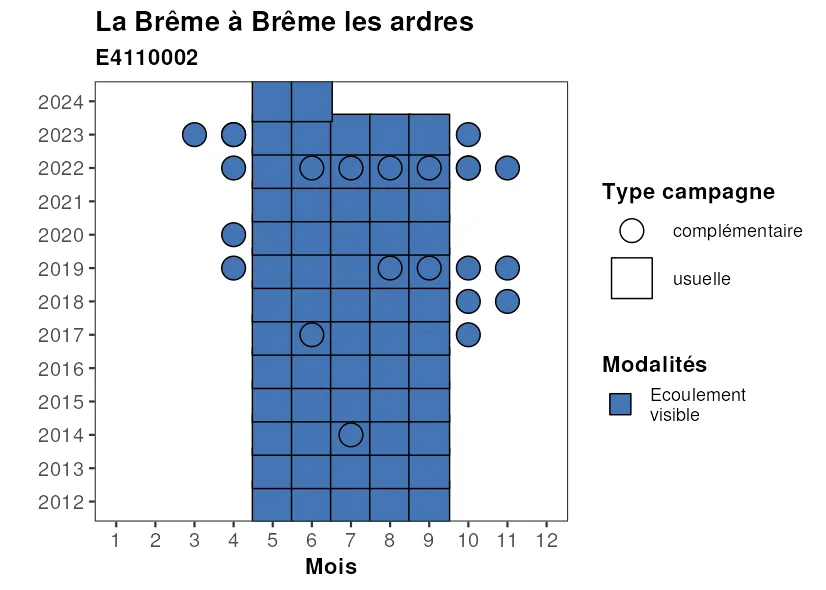 La Brême à Brême les ardres
E4110002
2024
2023
2022
2021
2020
2019
2018
2017
2016
2015
2014
2013
2012
1 2 3 4 5 6 7 8 9 10 11 12
Mois
Type campagne
complémentaire
usuelle
Modalités
Ecoulement
visible